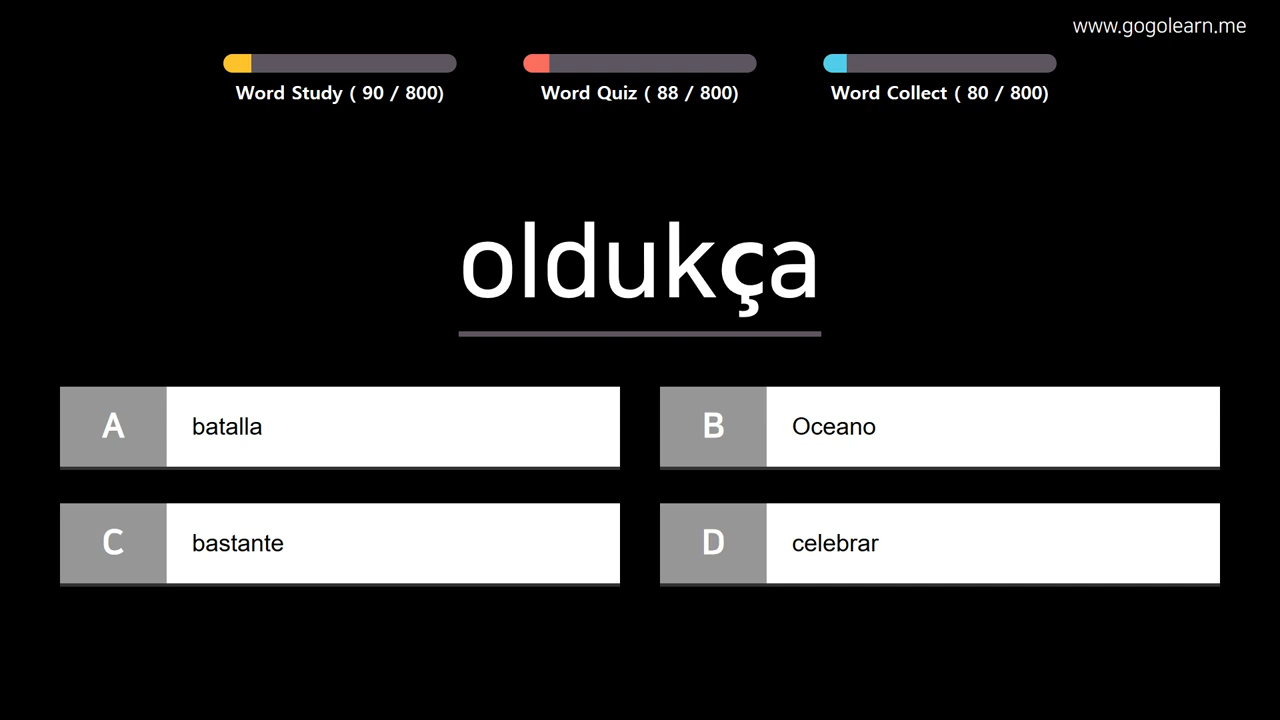 www.gogolearn.me
Word Study ( 90 / 800)
Word Quiz ( 88 / 800)
Word Collect ( 80 / 800)
oldukça
A batalla
B Oceano
C bastante
D celebrar